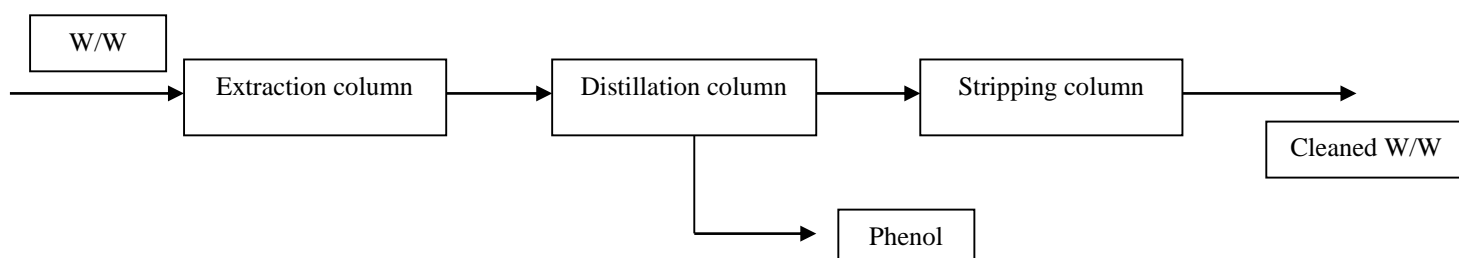 W/W
Extraction column
Distillation column
Stripping column
Cleaned W/W
Phenol